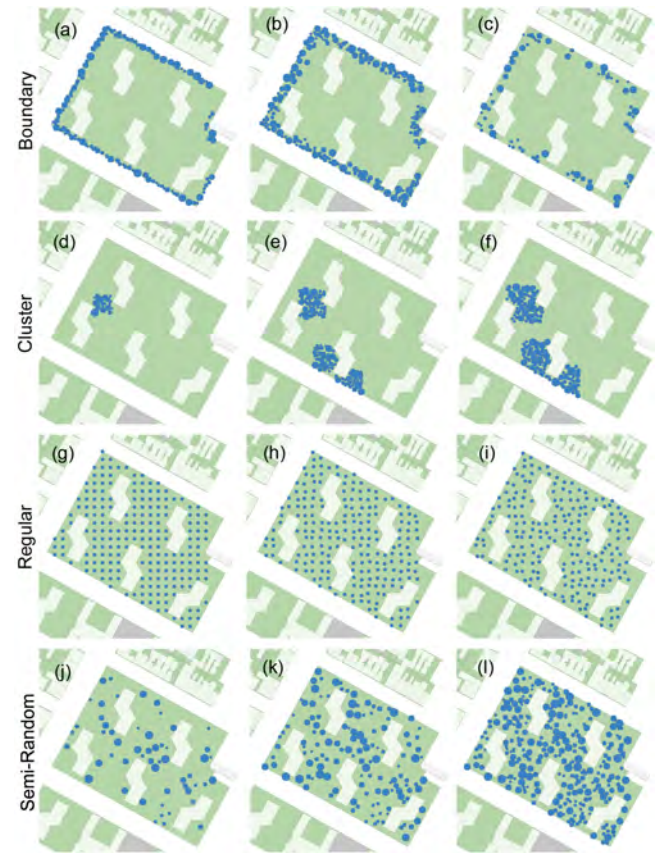 (a) (b) (c)
Boundary
(d) (e) (f)
Cluster
(g) (h) (i)
Regular
(j) (k) (l)
Semi-Random